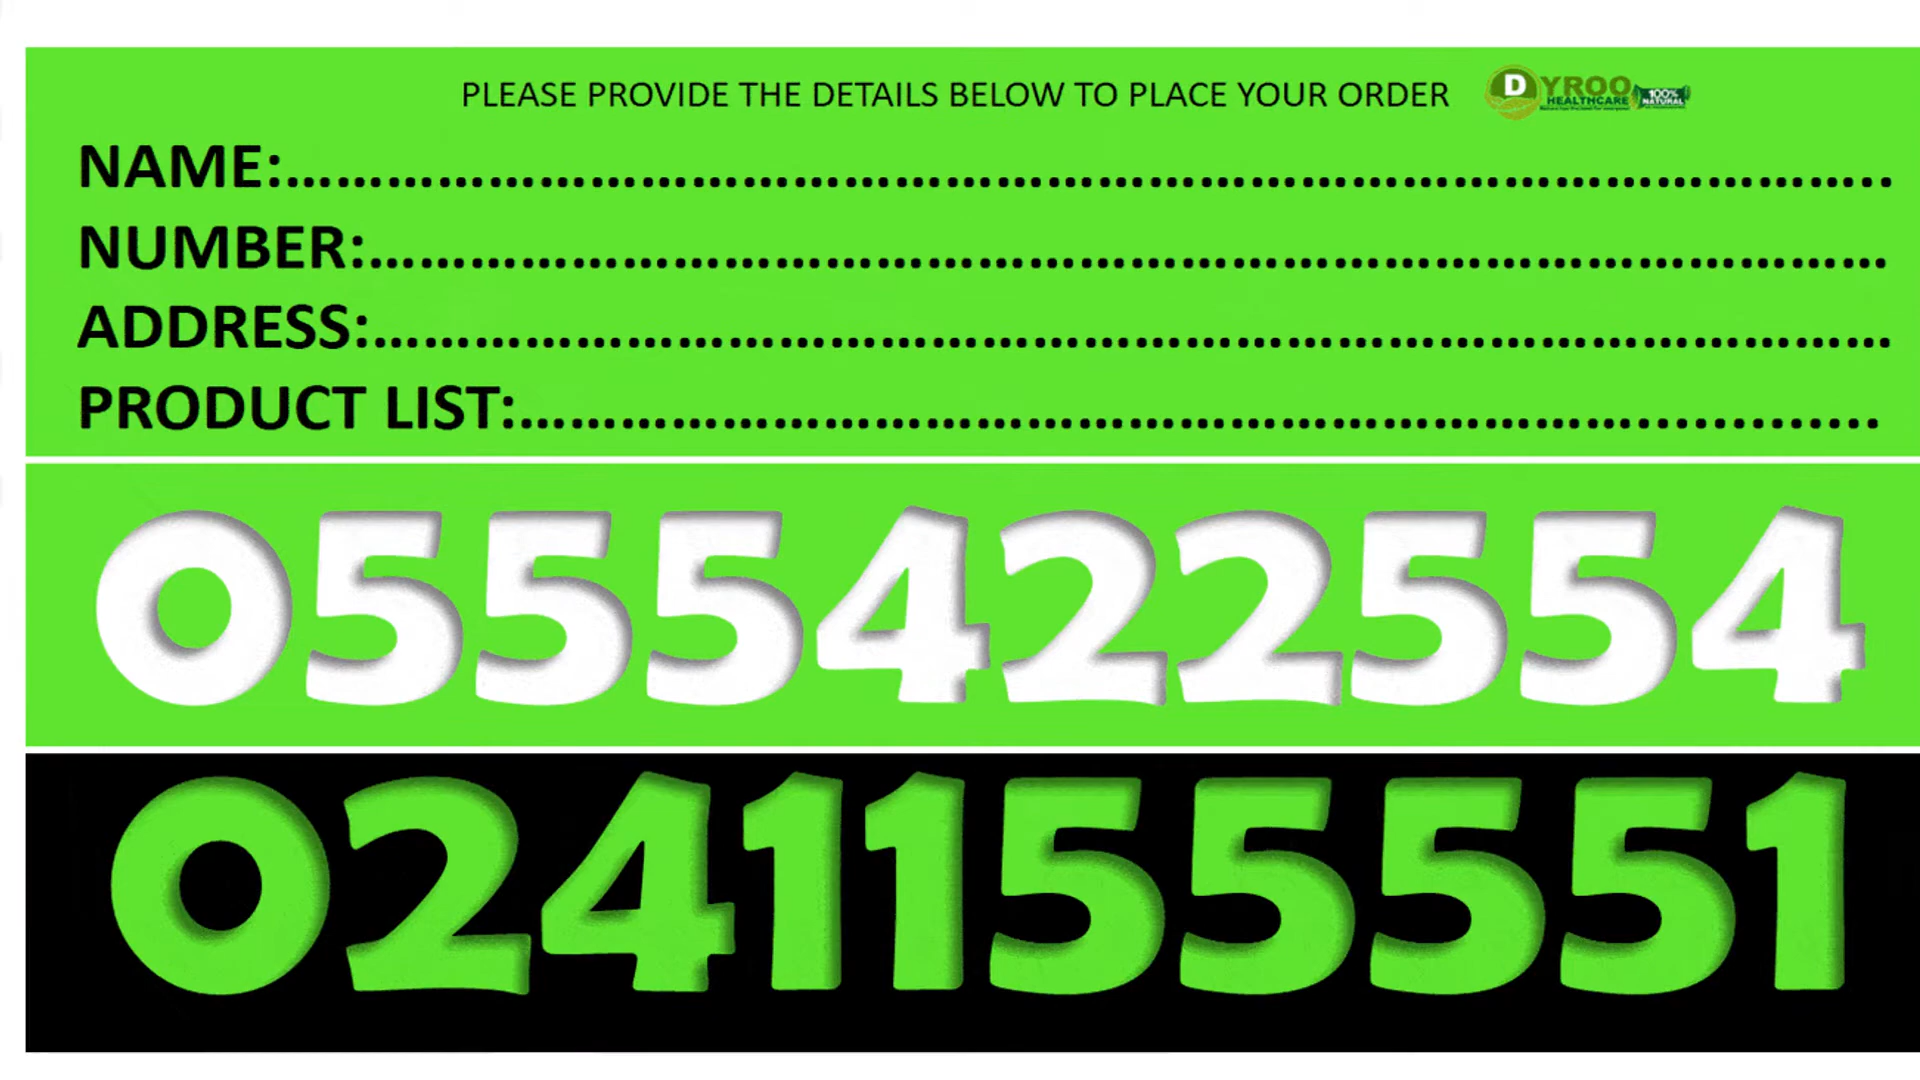 PLEASE PROVIDE THE DETAILS BELOW TO PLACE YOUR ORDER
DYROO
HEALTHCARE
100%
NATURAL
NAME:..........................................................................................
NUMBER:..........................................................................................
ADDRESS:..........................................................................................
PRODUCT LIST:..........................................................................................
0555422554
0241155551